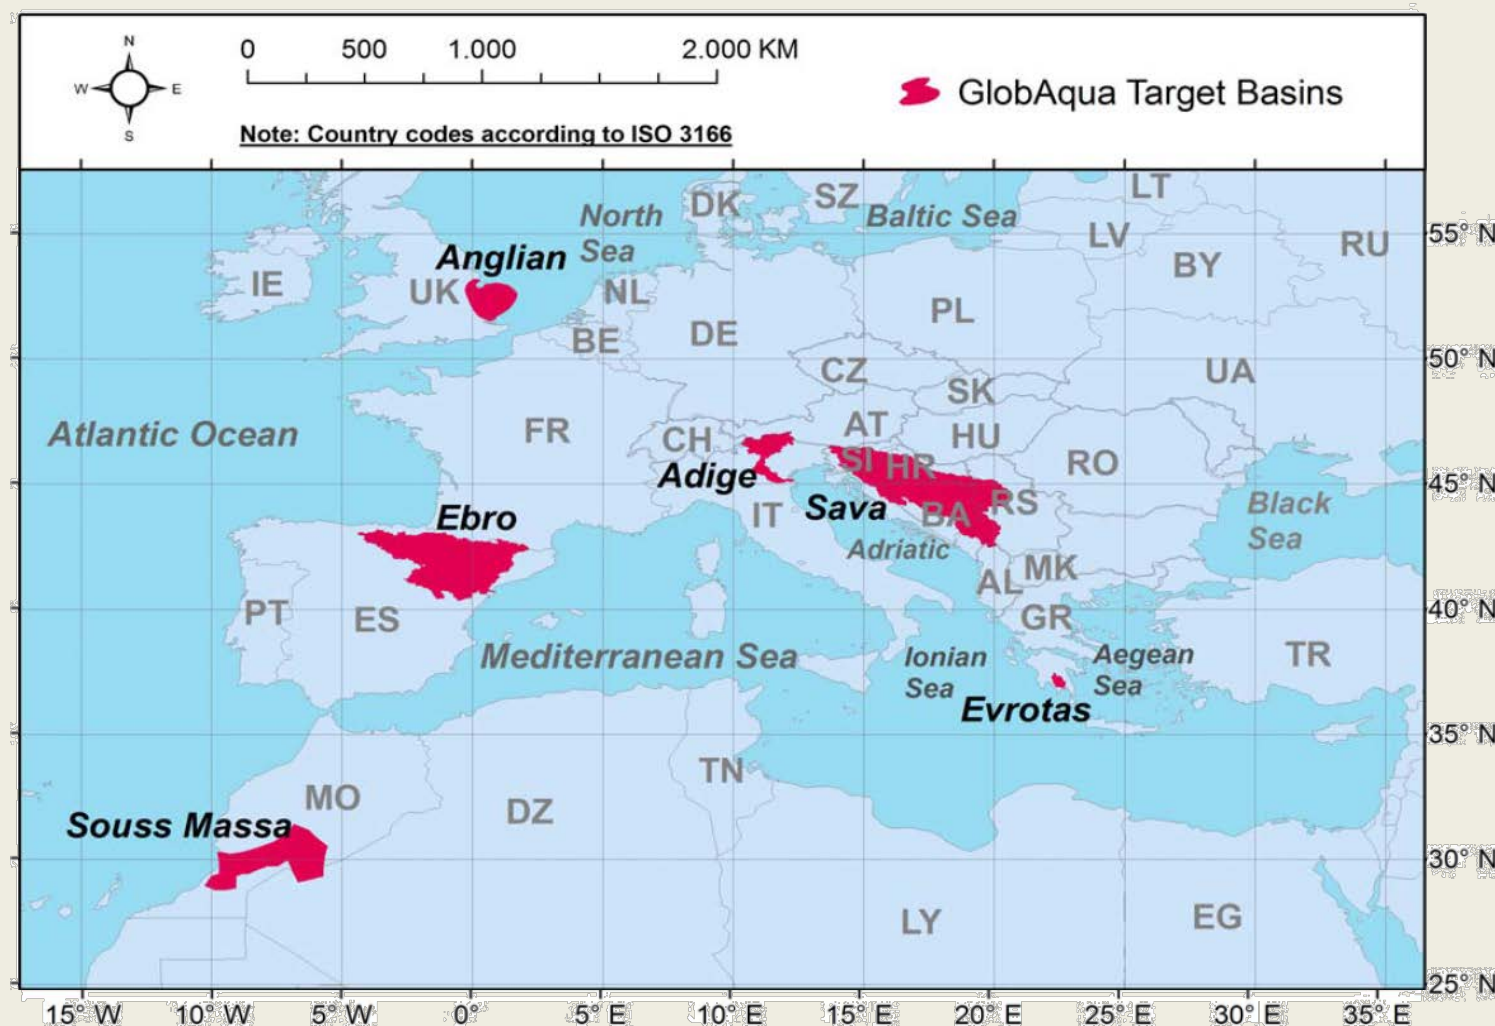 N
W E
S
0 500 1.000 2.000 KM
Note: Country codes according to ISO 3166
GlobAqua Target Basins
North
Sea
DK
SZ
Baltic Sea
LT
LV
BY
RU
55° N
Anglian
IE
UK
NL
BE
DE
PL
50° N
CZ
SK
UA
Atlantic Ocean
FR
CH
AT
HU
RO
SI
HR
Adige
45° N
Ebro
IT
Sava
BA
RS
Black
Sea
Adriatic
MK
AL
PT
ES
GR
40° N
Mediterranean Sea
Ionian
Sea
Aegean
Sea
TR
Evrotas
35° N
MO
DZ
TN
Souss Massa
30° N
LY
EG
25° N
15° W 10° W 5° W 0° 5° E 10° E 15° E 20° E 25° E 30° E 35° E